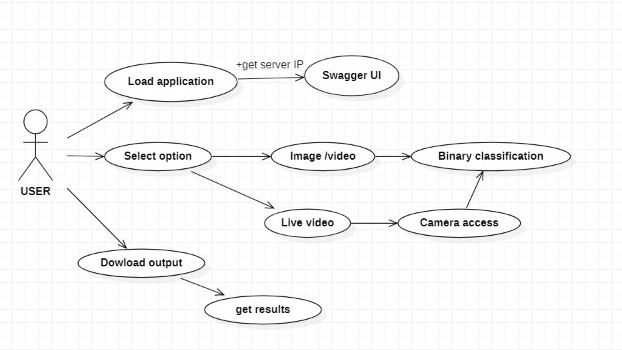 +get server IP
Load application
Swagger UI
Select option
Image /video
Binary classification
USER
Live video
Camera access
Dowload output
get results